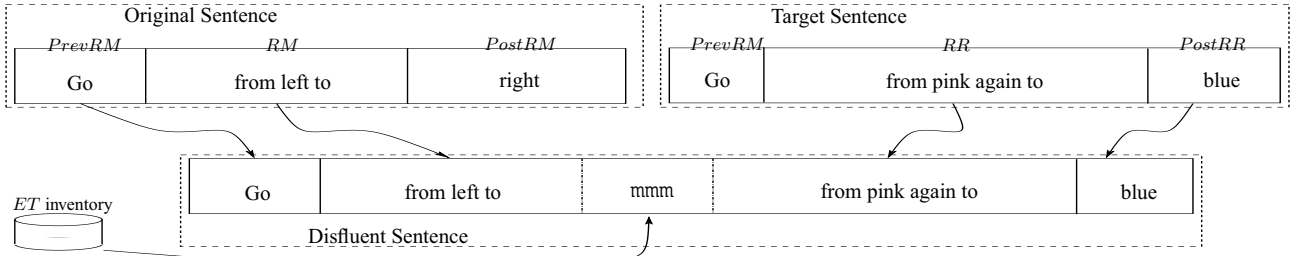 Original Sentence
PrevRM RM PostRM
Go from left to right
Target Sentence
PrevRM RR PostRR
Go from pink again to blue
Go from left to mmm from pink again to blue
ET inventory
Disfluent Sentence